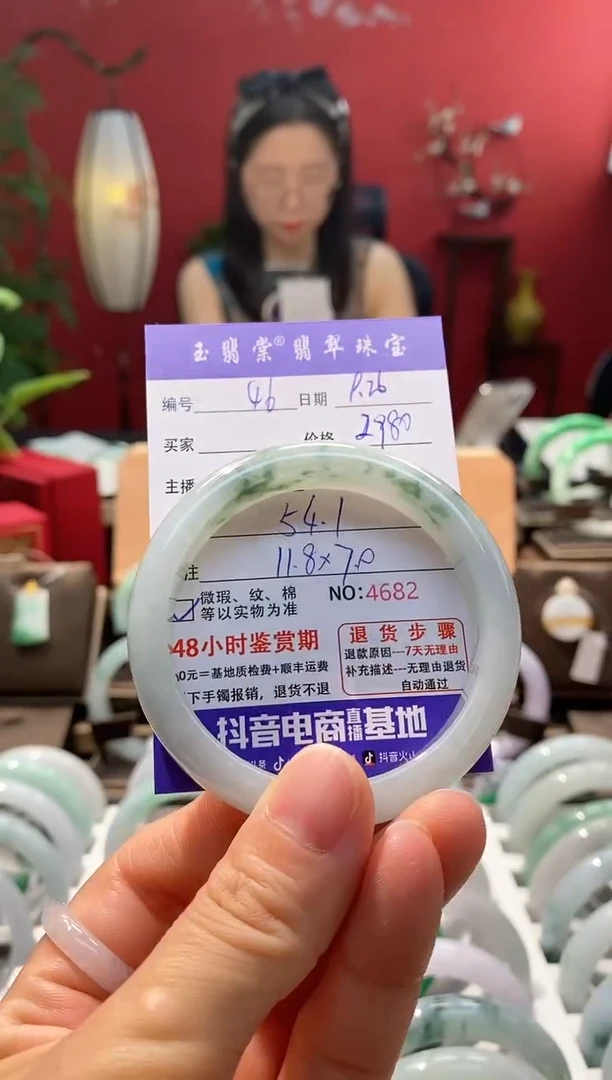 玉翡棠®翡翠珠宝
编号 46 日期 8.26
买家 价格 2980
主播
54.1
注 11.8×7.0
微瑕、纹、棉
等以实物为准
NO:4682
48小时鉴赏期
0元=基地质检费+顺丰运费
下手镯报销，退货不退
退货步骤
退款原因---7天无理由
补充描述---无理由退货
自动通过
抖音电商直播基地
抖音火山